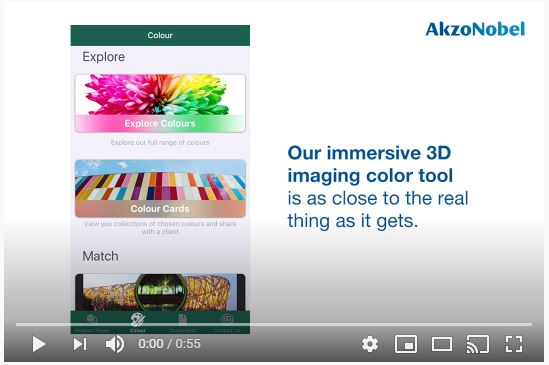 AkzoNobel
Colour
Explore
Explore Colours
Explore our full range of colours
Colour Cards
View you collections of chosen colours and share
with a client
Match
Product Finder
Colour
Documents
Contact Us
Our immersive 3D
imaging color tool
is as close to the real
thing as it gets.
0:00 / 0:55